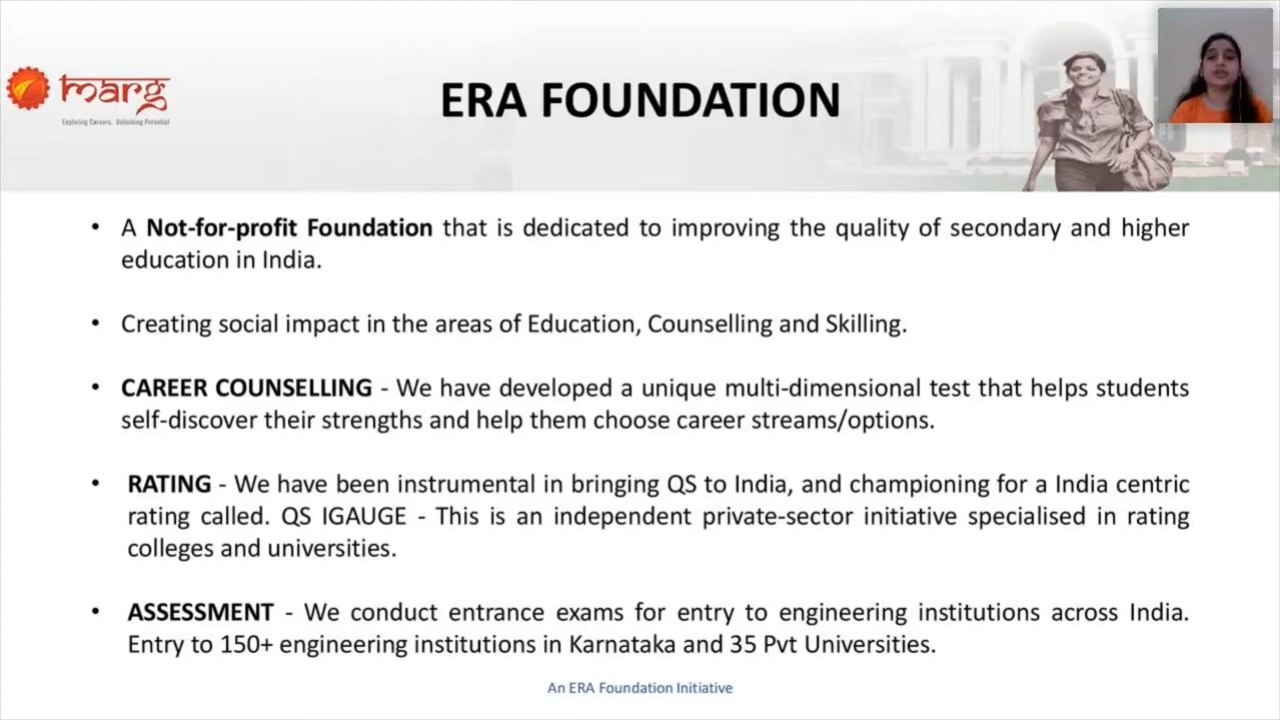 marg
Exploring Careers, Unlocking Potential
ERA FOUNDATION
• A Not-for-profit Foundation that is dedicated to improving the quality of secondary and higher
education in India.
• Creating social impact in the areas of Education, Counselling and Skilling.
• CAREER COUNSELLING - We have developed a unique multi-dimensional test that helps students
self-discover their strengths and help them choose career streams/options.
• RATING - We have been instrumental in bringing QS to India, and championing for a India centric
rating called. QS IGAUGE - This is an independent private-sector initiative specialised in rating
colleges and universities.
• ASSESSMENT - We conduct entrance exams for entry to engineering institutions across India.
Entry to 150+ engineering institutions in Karnataka and 35 Pvt Universities.
An ERA Foundation Initiative